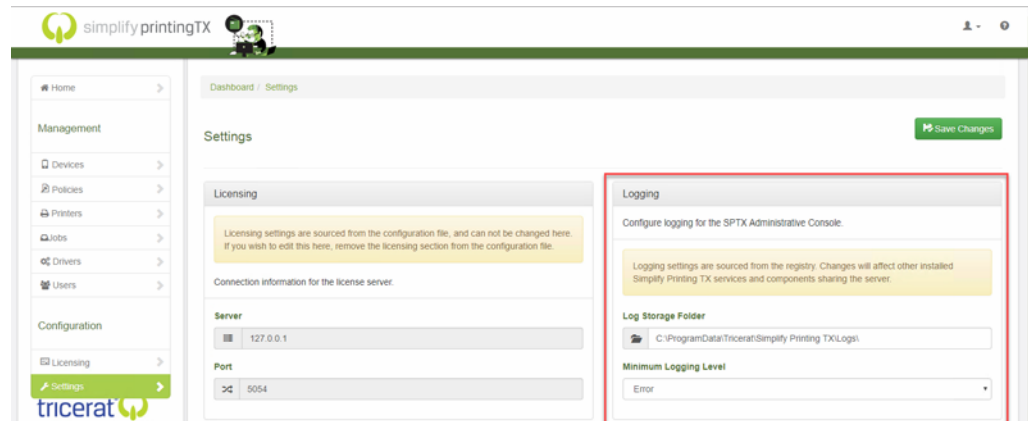 simplify printingTX
Home
Management
Devices
Policies
Printers
Jobs
Drivers
Users
Configuration
Licensing
Settings
tricerat
Dashboard / Settings
Settings
Save Changes
Licensing
Licensing settings are sourced from the configuration file, and can not be changed here.
If you wish to edit this here, remove the licensing section from the configuration file.
Connection information for the license server.
Server
127.0.0.1
Port
5054
Logging
Configure logging for the SPTX Administrative Console.
Logging settings are sourced from the registry. Changes will affect other installed
Simplify Printing TX services and components sharing the server.
Log Storage Folder
C:\ProgramData\Tricerat\Simplify Printing TX\Logs\
Minimum Logging Level
Error